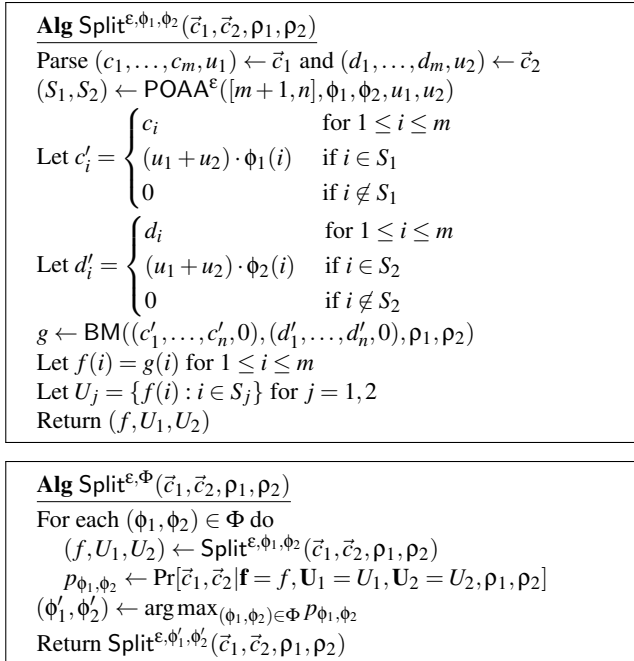 Alg Split^{ε,ϕ₁,ϕ₂}(c⃗₁, c⃗₂, ρ₁, ρ₂)
Parse (c₁,…,cₘ,u₁) ← c⃗₁ and (d₁,…,dₘ,u₂) ← c⃗₂
(S₁,S₂) ← POAA^ε([m+1,n],ϕ₁,ϕ₂,u₁,u₂)
Let c′ᵢ = { cᵢ for 1 ≤ i ≤ m
(u₁+u₂)·ϕ₁(i) if i ∈ S₁
0 if i ∉ S₁
Let d′ᵢ = { dᵢ for 1 ≤ i ≤ m
(u₁+u₂)·ϕ₂(i) if i ∈ S₂
0 if i ∉ S₂
g ← BM((c′₁,…,c′ₙ,0),(d′₁,…,d′ₙ,0),ρ₁,ρ₂)
Let f(i) = g(i) for 1 ≤ i ≤ m
Let Uⱼ = {f(i) : i ∈ Sⱼ} for j = 1,2
Return (f,U₁,U₂)
Alg Split^{ε,Φ}(c⃗₁, c⃗₂, ρ₁, ρ₂)
For each (ϕ₁,ϕ₂) ∈ Φ do
(f,U₁,U₂) ← Split^{ε,ϕ₁,ϕ₂}(c⃗₁, c⃗₂, ρ₁, ρ₂)
p_{ϕ₁,ϕ₂} ← Pr[c⃗₁, c⃗₂|𝐟 = f, 𝐔₁ = U₁, 𝐔₂ = U₂, ρ₁, ρ₂]
(ϕ′₁,ϕ′₂) ← arg max_{(ϕ₁,ϕ₂)∈Φ} p_{ϕ₁,ϕ₂}
Return Split^{ε,ϕ′₁,ϕ′₂}(c⃗₁, c⃗₂, ρ₁, ρ₂)